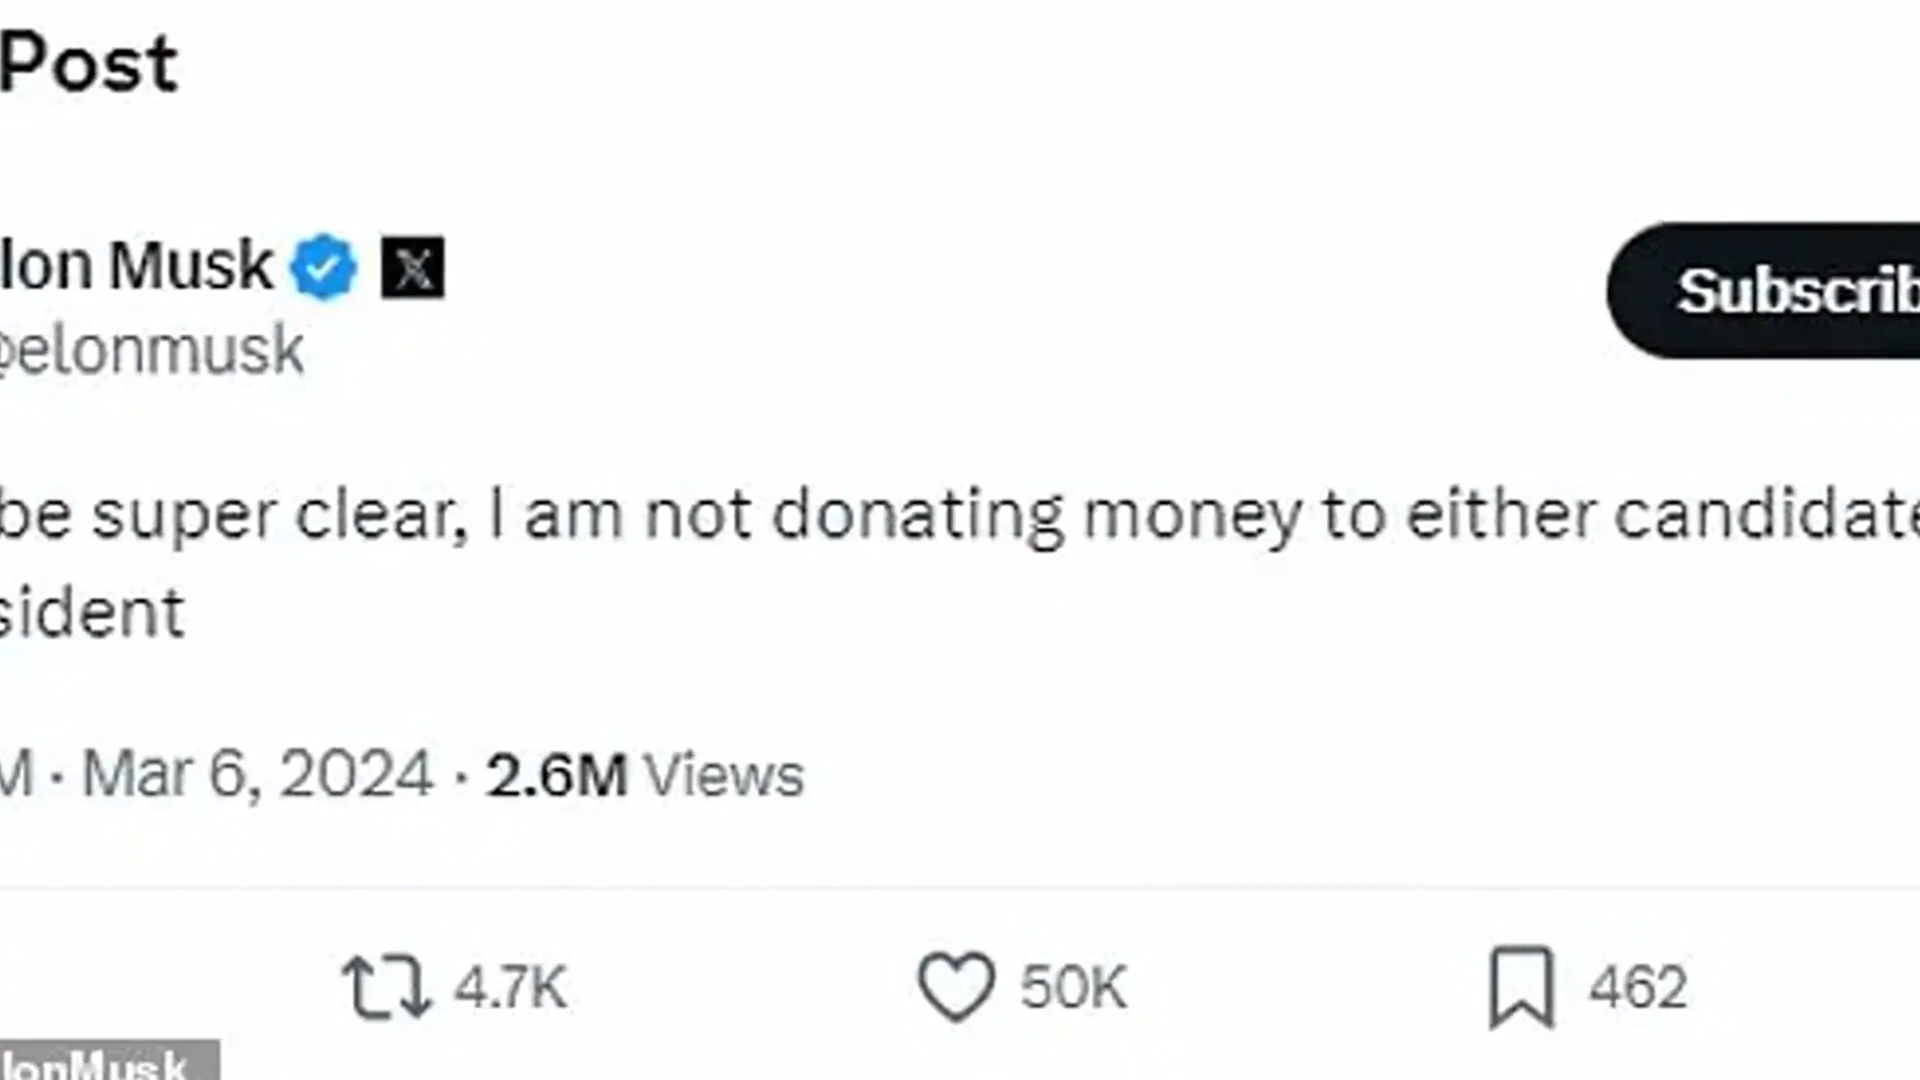 Post
lon Musk
@elonmusk
Subscrib
be super clear, I am not donating money to either candidate
sident
M · Mar 6, 2024 · 2.6M Views
4.7K 50K 462
lonMusk